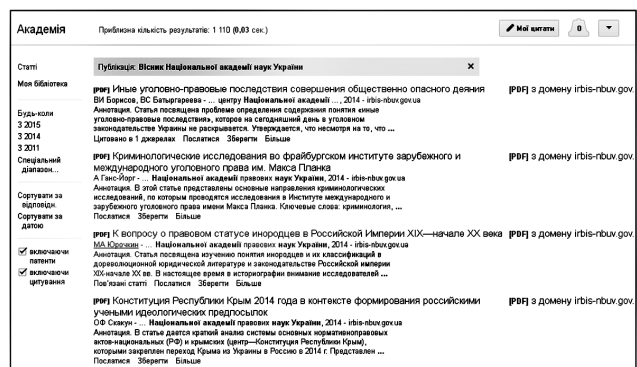 Академія
Приблизна кількість результатів: 1 110 (0,03 сек.)
Мої цитати
0
Статті
Моя бібліотека
Будь-коли
З 2015
З 2014
З 2011
Спеціальний
діапазон...
Сортувати за
відповідн.
Сортувати за
датою
включаючи
патенти
включаючи
цитування
Публікація: Вісник Національної академії наук України ×
[PDF] Иные уголовно-правовые последствия совершения общественно опасного деяния
ВИ Борисов, ВС Батыргареева - ... центру Національної академії ..., 2014 - irbis-nbuv.gov.ua
Аннотация. Статья посвящена проблеме определения содержания понятия «иные
уголовно-правовые последствия», которое на сегодняшний день в уголовном
законодательстве Украины не раскрывается. Утверждается, что несмотря на то, что ...
Цитовано в 1 джерелах Послатися Зберегти Більше
[PDF] з домену irbis-nbuv.gov.
[PDF] Криминологические исследования во фрайбургском институте зарубежного и
международного уголовного права им. Макса Планка
А Ганс-Йорг - ... Національної академії правових наук України, 2014 - irbis-nbuv.gov.ua
Аннотация. В этой статье представлены основные направления криминологических
исследований, по которым проводятся исследования в Институте международного и
зарубежного уголовного права имени Макса Планка. Ключевые слова: криминология, ...
Послатися Зберегти Більше
[PDF] з домену irbis-nbuv.gov.
[PDF] К вопросу о правовом статусе инородцев в Российской Империи XIX—начале XX века
МА Юрочкин - ... Національної академії правових наук України, 2014 - irbis-nbuv.gov.ua
Аннотация. Статья посвящена изучению понятия инородцев и их классификаций в
дореволюционной юридической литературе и законодательстве Российской империи
XIX-начале XX вв. В настоящее время в историографии внимание исследователей ...
Пов'язані статті Послатися Зберегти Більше
[PDF] з домену irbis-nbuv.gov.
[PDF] Конституция Республики Крым 2014 года в контексте формирования российскими
учеными идеологических предпосылок
ОФ Скакун - ... Національної академії правових наук України, 2014 - irbis-nbuv.gov.ua
Аннотация. В статье дается краткий анализ системы основных нормативноправовых
актов-национальных (РФ) и крымских (центр—Конституция Республики Крым),
которыми закреплен переход Крыма из Украины в Россию в 2014 г. Представлен ...
Послатися Зберегти Більше
[PDF] з домену irbis-nbuv.gov.